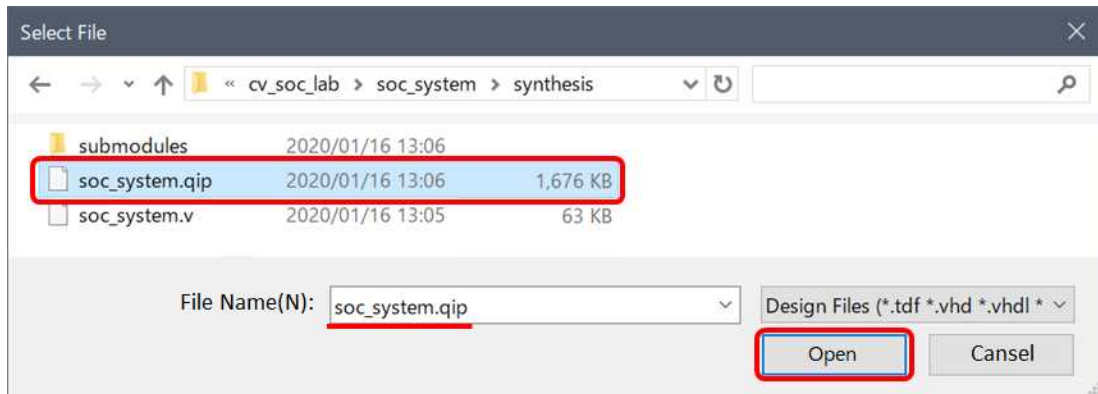 Select File
« cv_soc_lab > soc_system > synthesis
submodules 2020/01/16 13:06
soc_system.qip 2020/01/16 13:06 1,676 KB
soc_system.v 2020/01/16 13:05 63 KB
File Name(N): soc_system.qip Design Files (*.tdf *.vhd *.vhdl *
Open Cansel